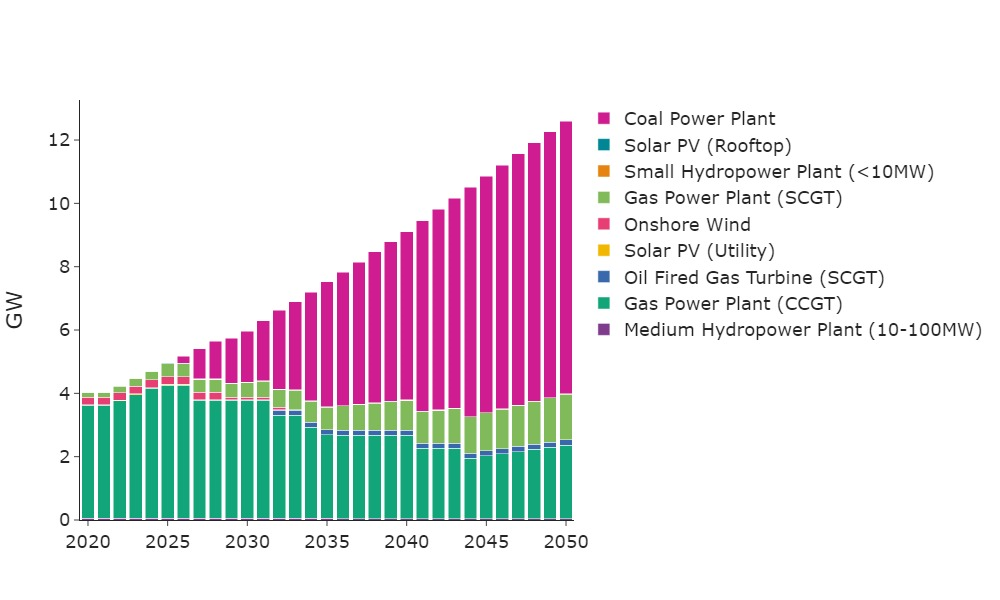 GW
12
10
8
6
4
2
0
2020 2025 2030 2035 2040 2045 2050
Coal Power Plant
Solar PV (Rooftop)
Small Hydropower Plant (<10MW)
Gas Power Plant (SCGT)
Onshore Wind
Solar PV (Utility)
Oil Fired Gas Turbine (SCGT)
Gas Power Plant (CCGT)
Medium Hydropower Plant (10-100MW)